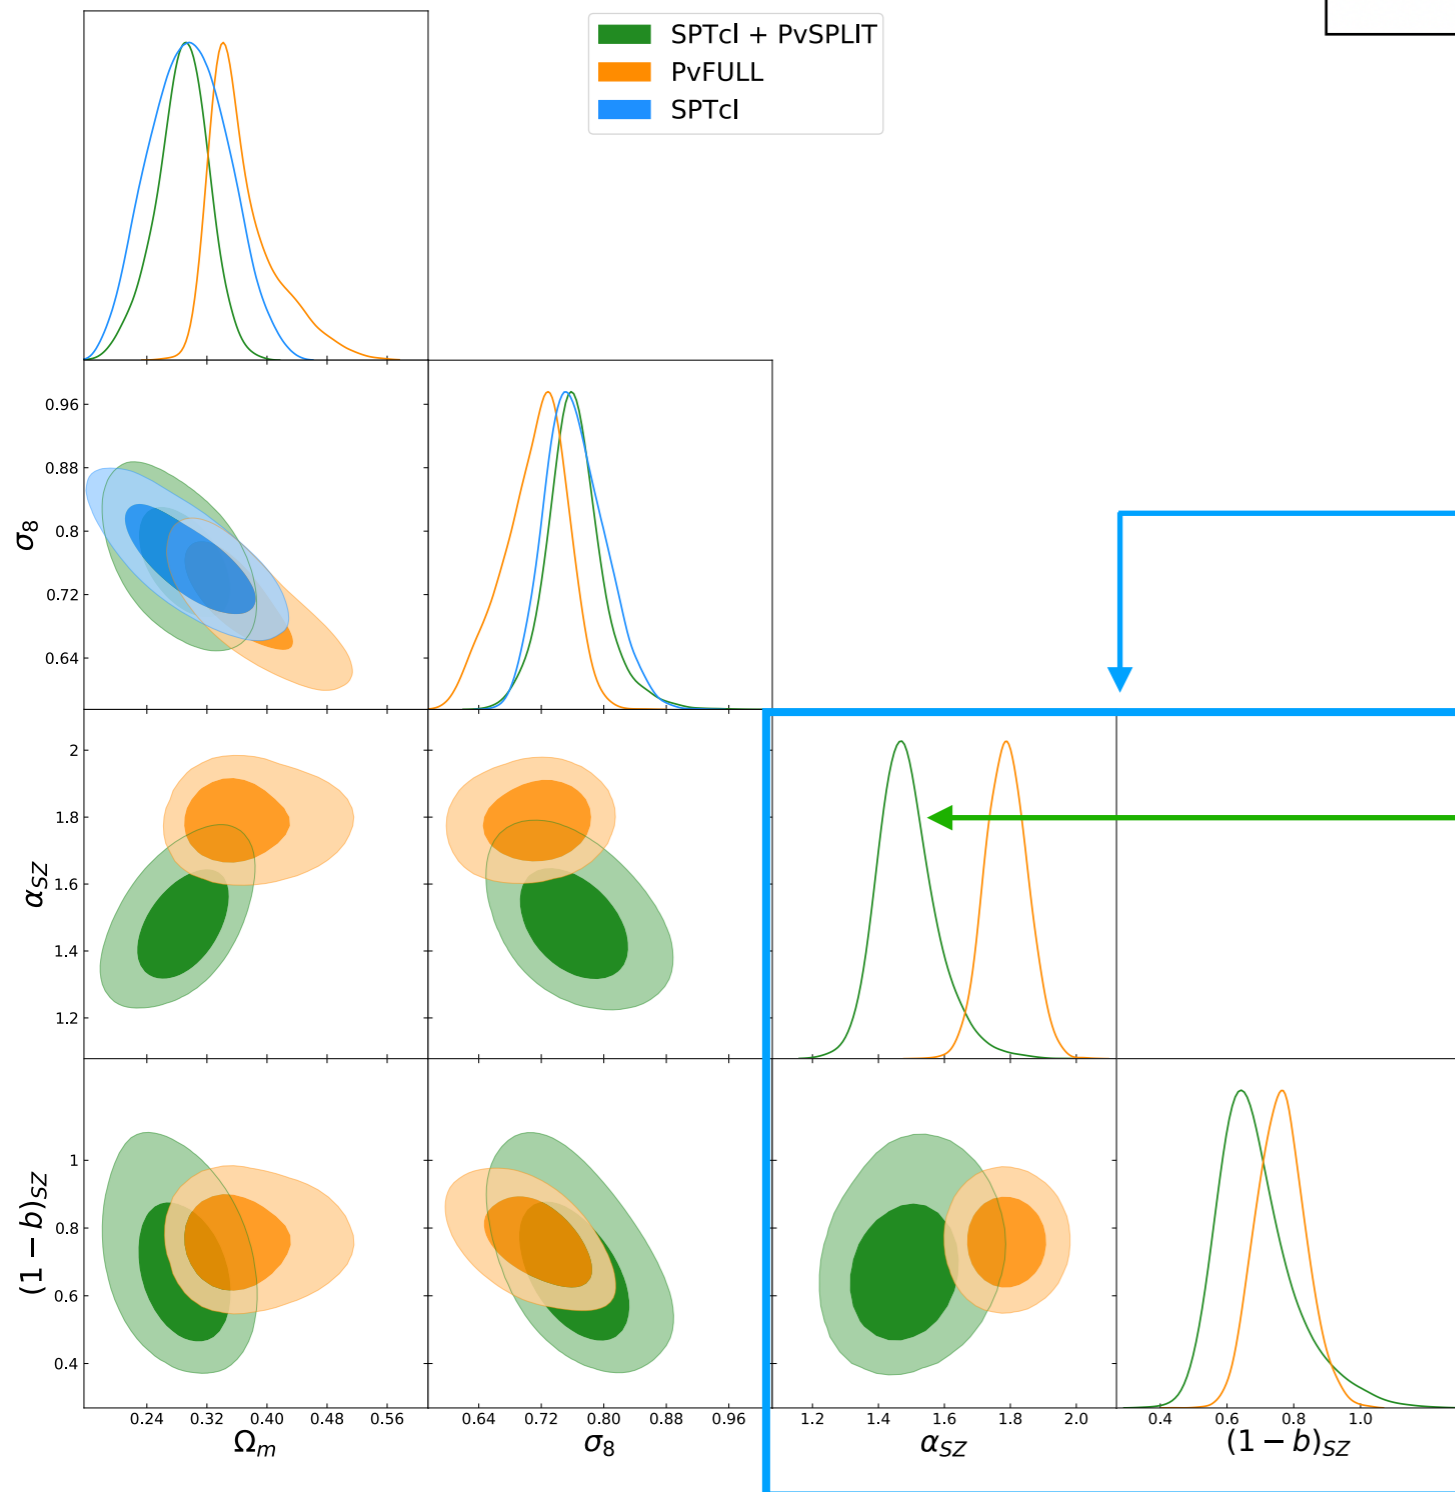 SPTcl + PvSPLIT
PvFULL
SPTcl
0.96
0.88
0.8
0.72
0.64
σ8
2
1.8
1.6
1.4
1.2
αSZ
1
0.8
0.6
0.4
(1 − b)SZ
0.24 0.32 0.40 0.48 0.56
0.64 0.72 0.80 0.88 0.96
1.2 1.4 1.6 1.8 2.0
0.4 0.6 0.8 1.0
Ωm
σ8
αSZ
(1 − b)SZ